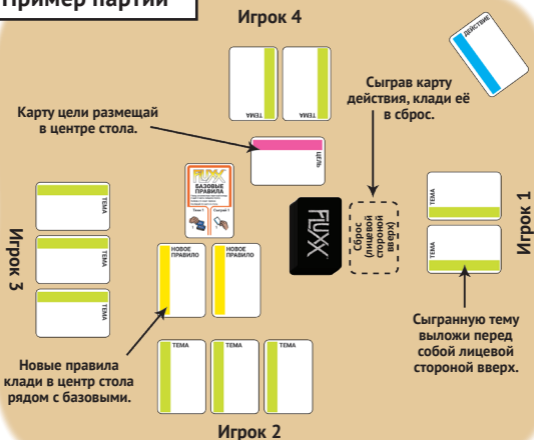 Пример партии
Игрок 4
ДЕЙСТВИЕ
ТЕМА
ТЕМА
Сыграв карту
действия, клади её
в сброс.
Карту цели размещай
в центре стола.
ЦЕЛЬ
FLUXX
БАЗОВЫЕ
ПРАВИЛА
ТЕМА
ТЕМА
ТЕМА
Игрок 3
НОВОЕ
ПРАВИЛО
НОВОЕ
ПРАВИЛО
FLUXX
Сброс
(лицевой
стороной
вверх)
ТЕМА
ТЕМА
Игрок 1
Сыгранную тему
выложи перед
собой лицевой
стороной вверх.
Новые правила
клади в центр стола
рядом с базовыми.
ТЕМА
ТЕМА
ТЕМА
Игрок 2